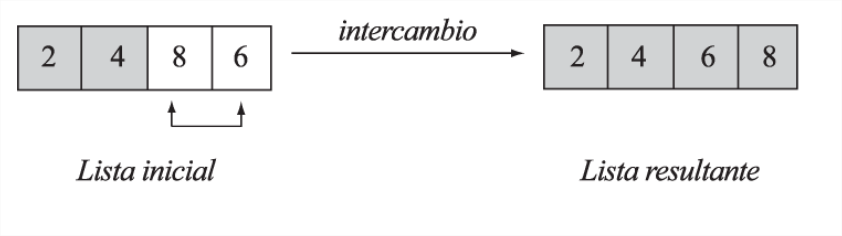 intercambio
2 4 8 6 2 4 6 8
Lista inicial Lista resultante